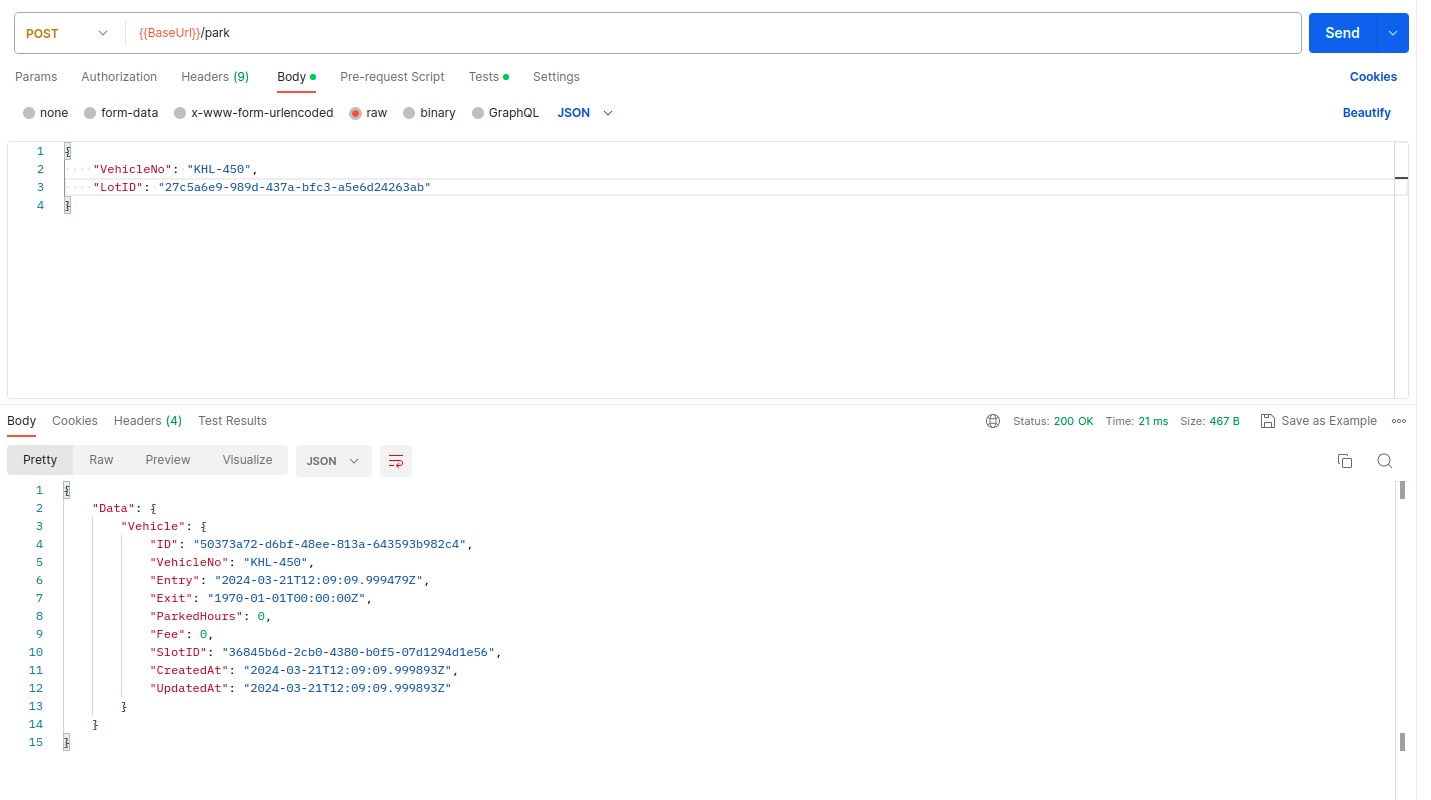 POST {{BaseUrl}}/park Send
Params Authorization Headers (9) Body Pre-request Script Tests Settings Cookies
none form-data x-www-form-urlencoded raw binary GraphQL JSON Beautify
1 {
2 "VehicleNo": "KHL-450",
3 "LotID": "27c5a6e9-989d-437a-bfc3-a5e6d24263ab"
4 }
Body Cookies Headers (4) Test Results Status: 200 OK Time: 21 ms Size: 467 B Save as Example
Pretty Raw Preview Visualize JSON
1 {
2 "Data": {
3 "Vehicle": {
4 "ID": "50373a72-d6bf-48ee-813a-643593b982c4",
5 "VehicleNo": "KHL-450",
6 "Entry": "2024-03-21T12:09:09.999479Z",
7 "Exit": "1970-01-01T00:00:00Z",
8 "ParkedHours": 0,
9 "Fee": 0,
10 "SlotID": "36845b6d-2cb0-4380-b0f5-07d1294d1e56",
11 "CreatedAt": "2024-03-21T12:09:09.999893Z",
12 "UpdatedAt": "2024-03-21T12:09:09.999893Z"
13 }
14 }
15 }